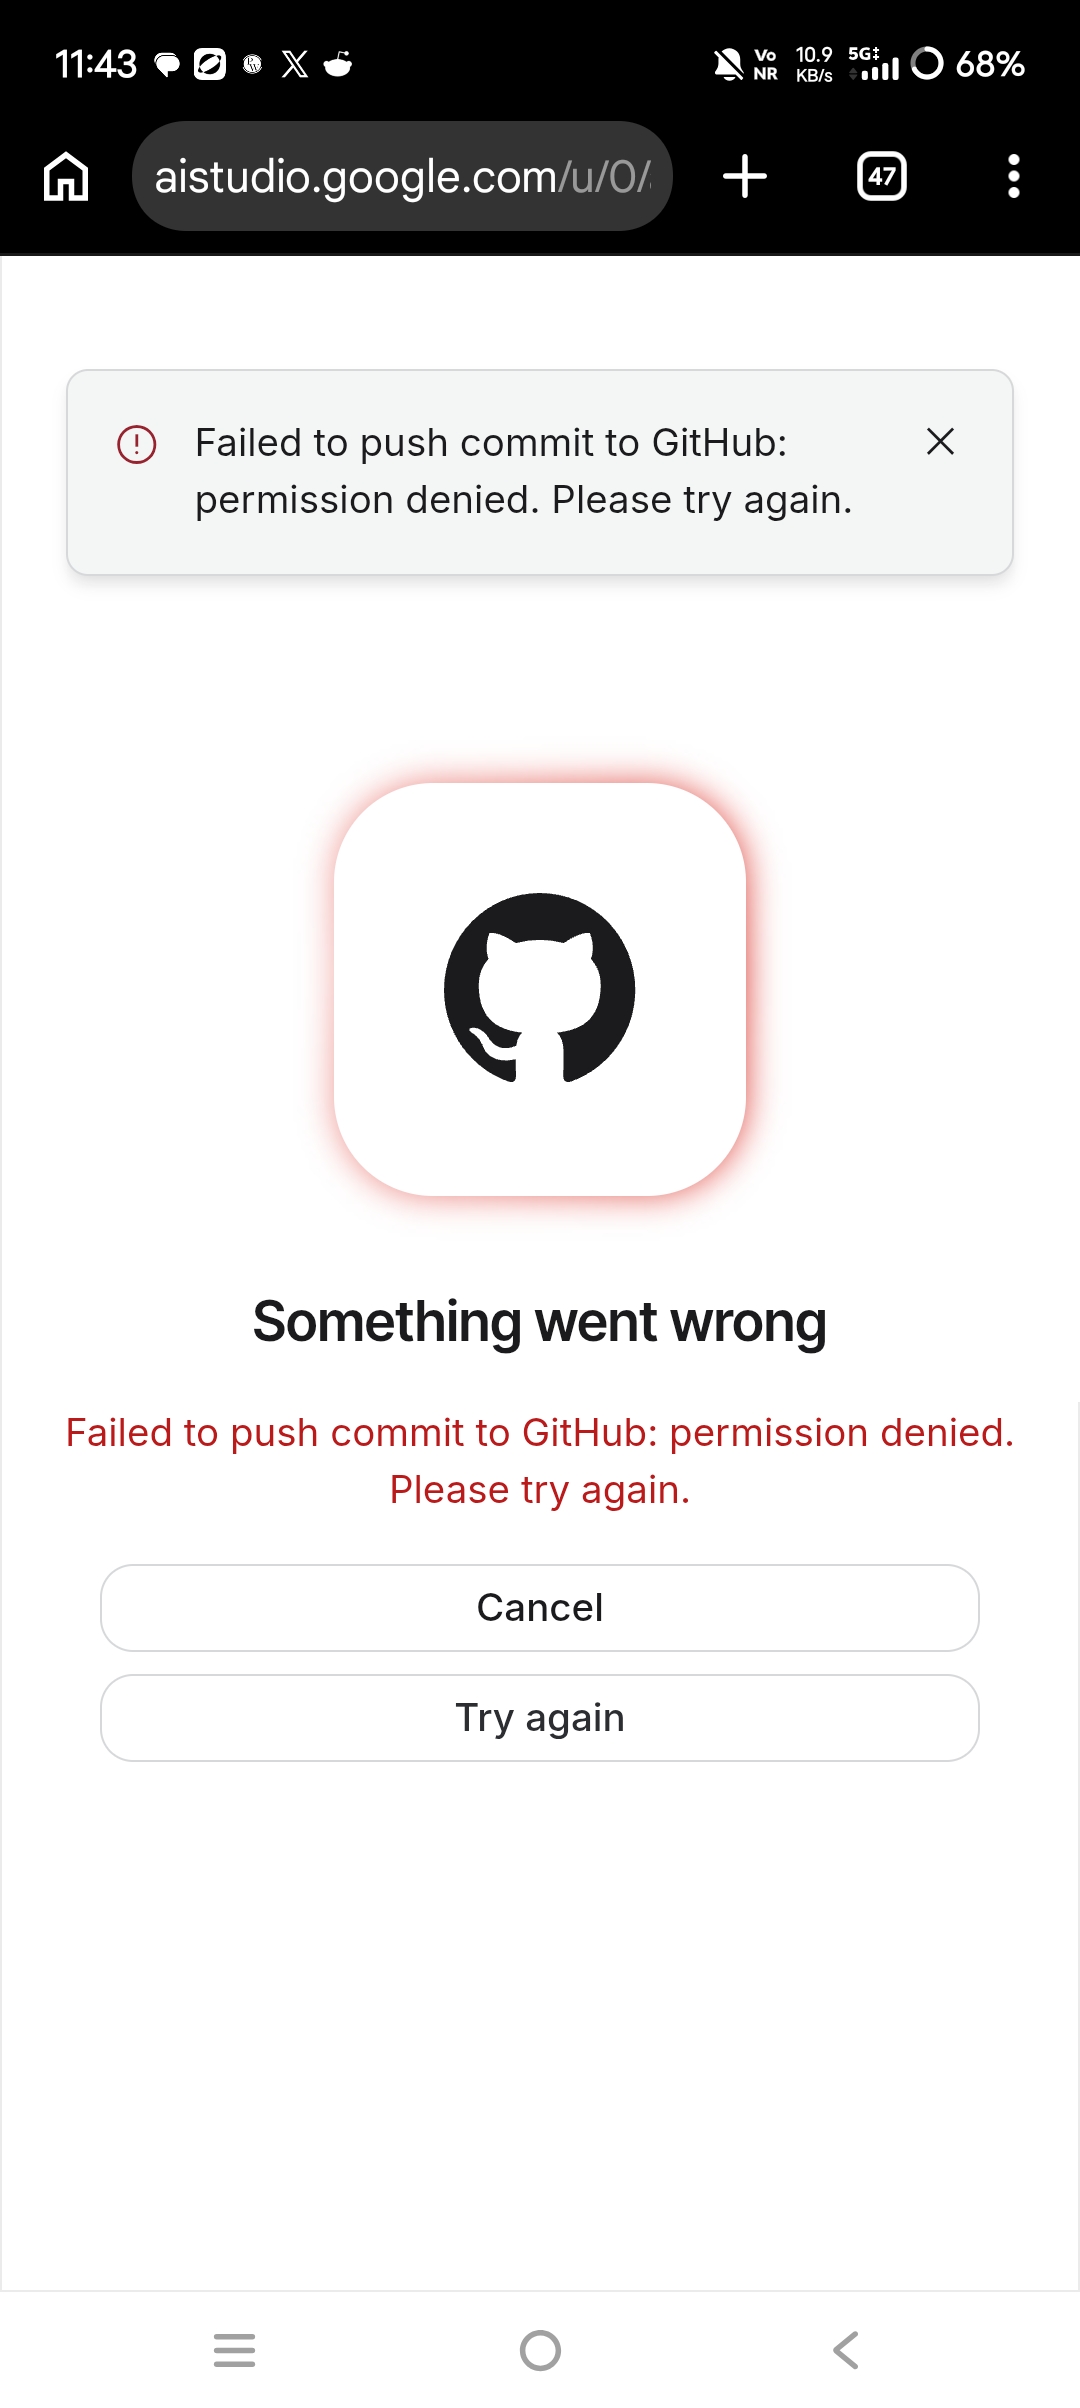 11:43
Vo
NR
10.9
KB/s
5G
68%
aistudio.google.com/u/0/
47
Failed to push commit to GitHub:
permission denied. Please try again.
Something went wrong
Failed to push commit to GitHub: permission denied.
Please try again.
Cancel
Try again